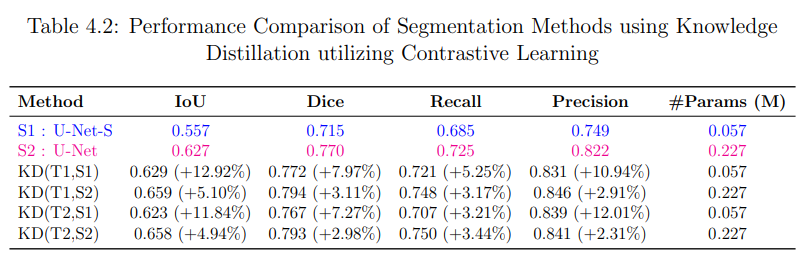 Table 4.2: Performance Comparison of Segmentation Methods using Knowledge
Distillation utilizing Contrastive Learning
Method IoU Dice Recall Precision #Params (M)
S1 : U-Net-S 0.557 0.715 0.685 0.749 0.057
S2 : U-Net 0.627 0.770 0.725 0.822 0.227
KD(T1,S1) 0.629 (+12.92%) 0.772 (+7.97%) 0.721 (+5.25%) 0.831 (+10.94%) 0.057
KD(T1,S2) 0.659 (+5.10%) 0.794 (+3.11%) 0.748 (+3.17%) 0.846 (+2.91%) 0.227
KD(T2,S1) 0.623 (+11.84%) 0.767 (+7.27%) 0.707 (+3.21%) 0.839 (+12.01%) 0.057
KD(T2,S2) 0.658 (+4.94%) 0.793 (+2.98%) 0.750 (+3.44%) 0.841 (+2.31%) 0.227